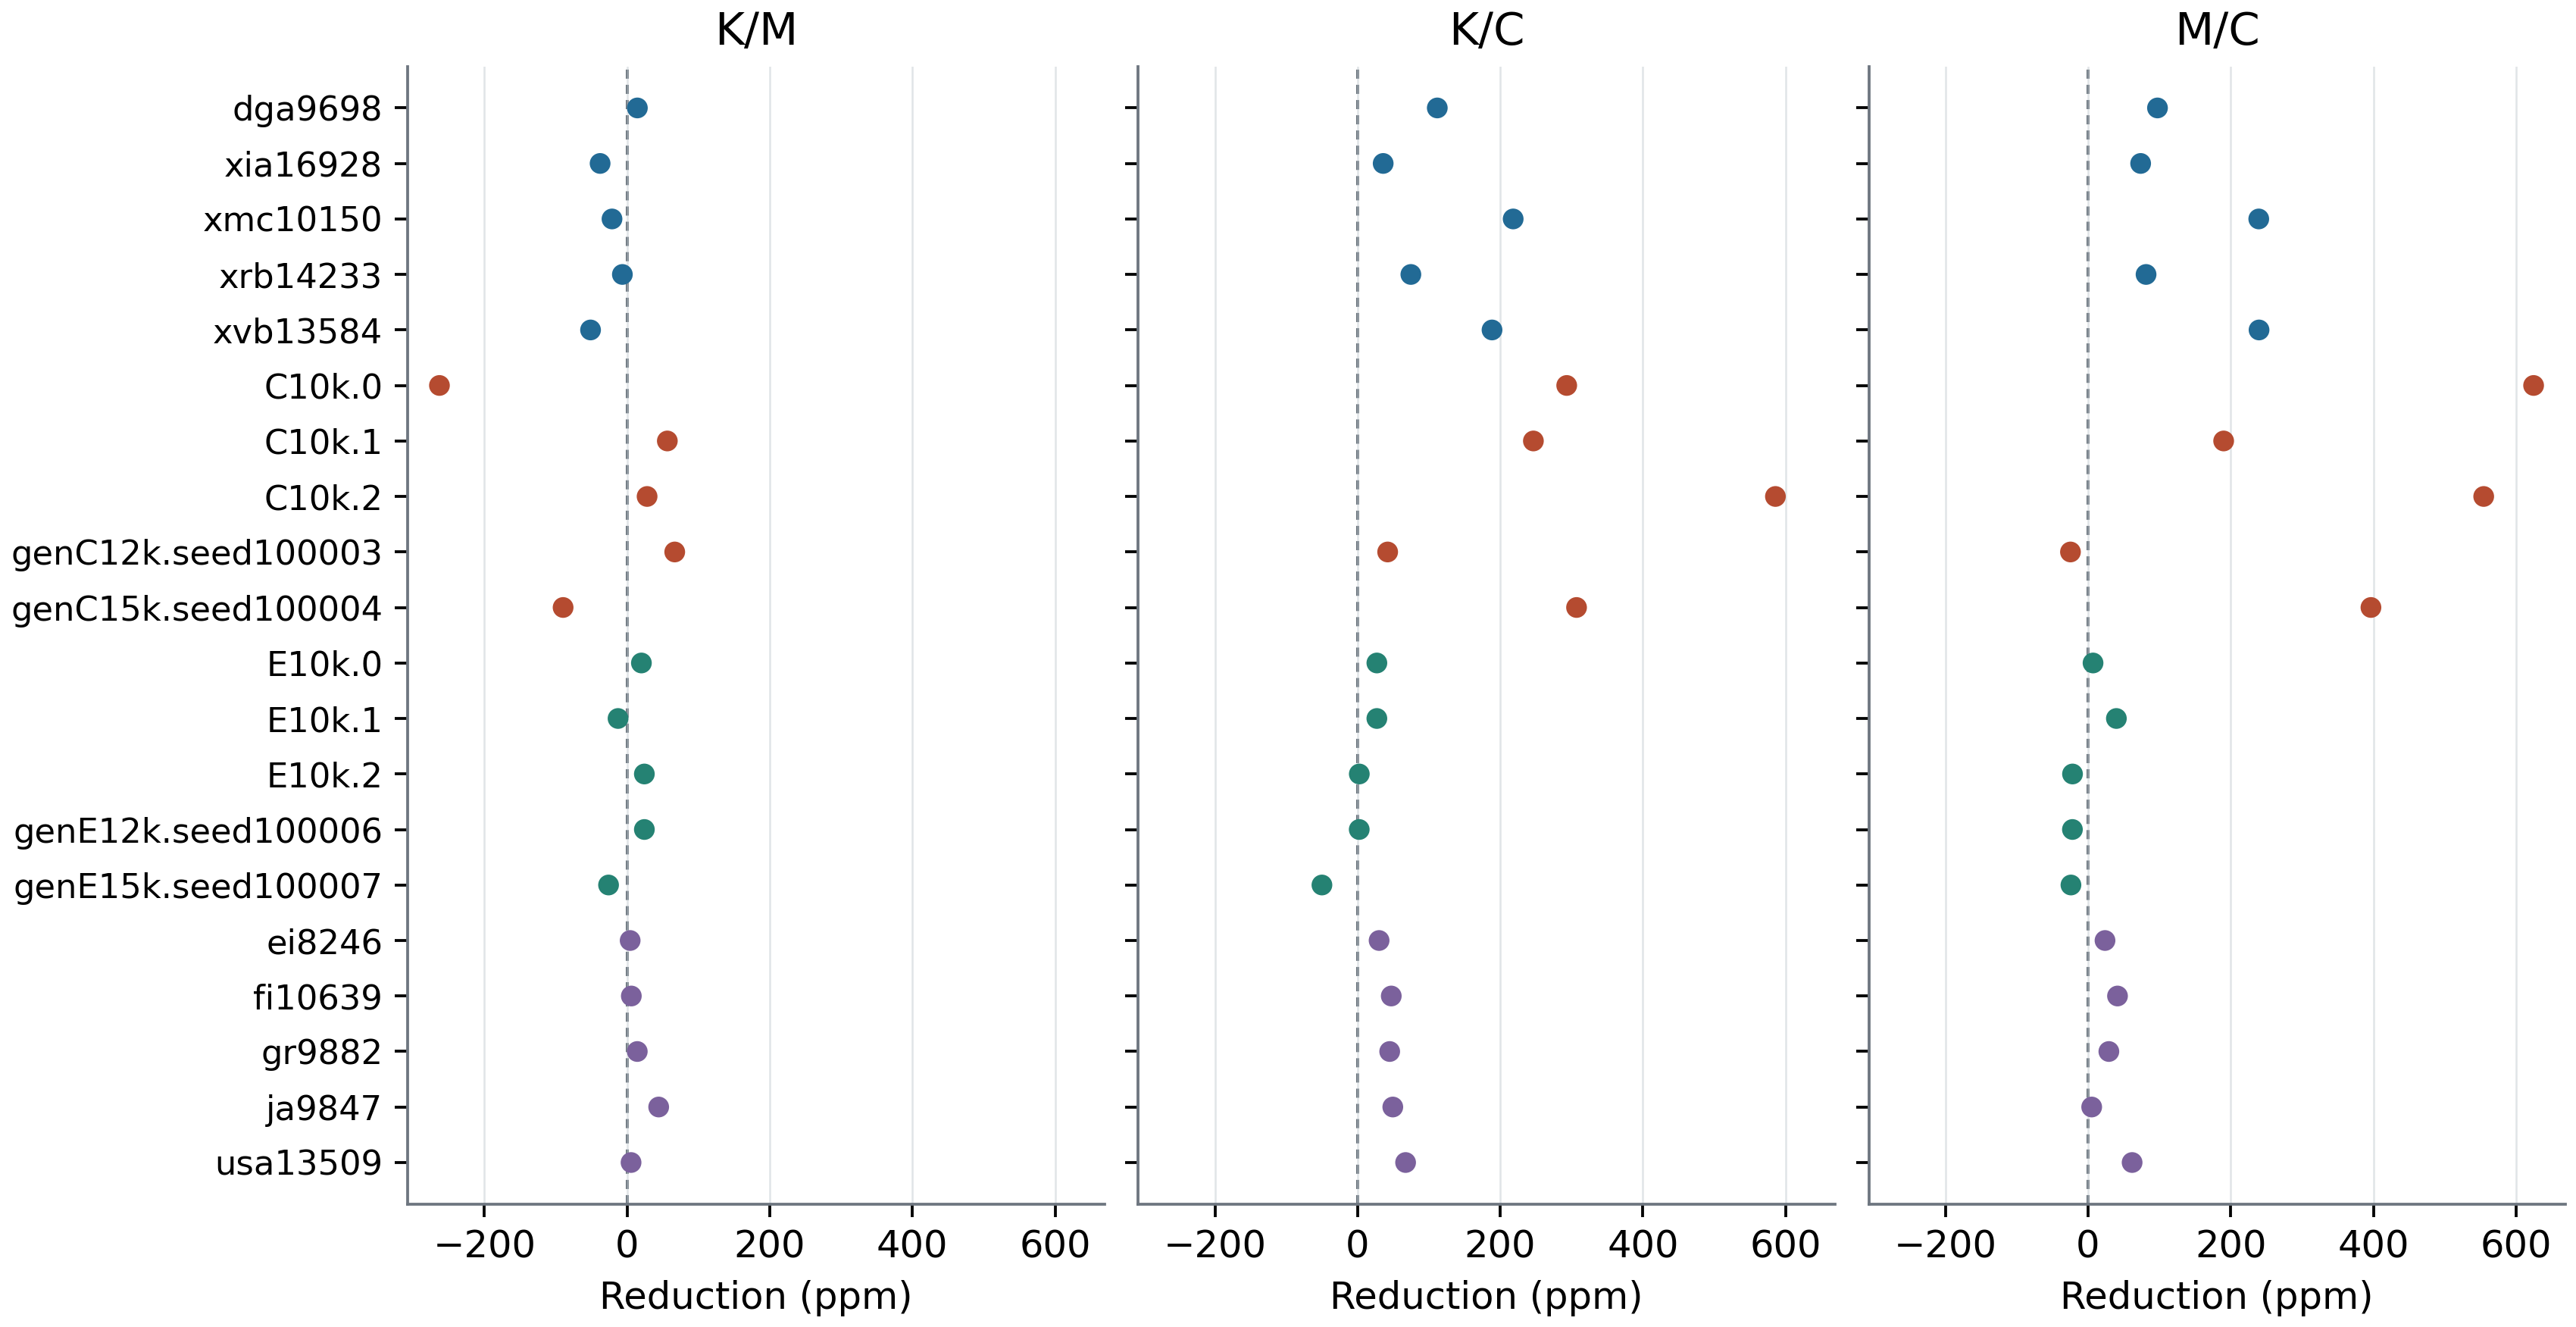 K/M K/C M/C
dga9698
xia16928
xmc10150
xrb14233
xvb13584
C10k.0
C10k.1
C10k.2
genC12k.seed100003
genC15k.seed100004
E10k.0
E10k.1
E10k.2
genE12k.seed100006
genE15k.seed100007
ei8246
fi10639
gr9882
ja9847
usa13509
−200 0 200 400 600 −200 0 200 400 600 −200 0 200 400 600
Reduction (ppm) Reduction (ppm) Reduction (ppm)